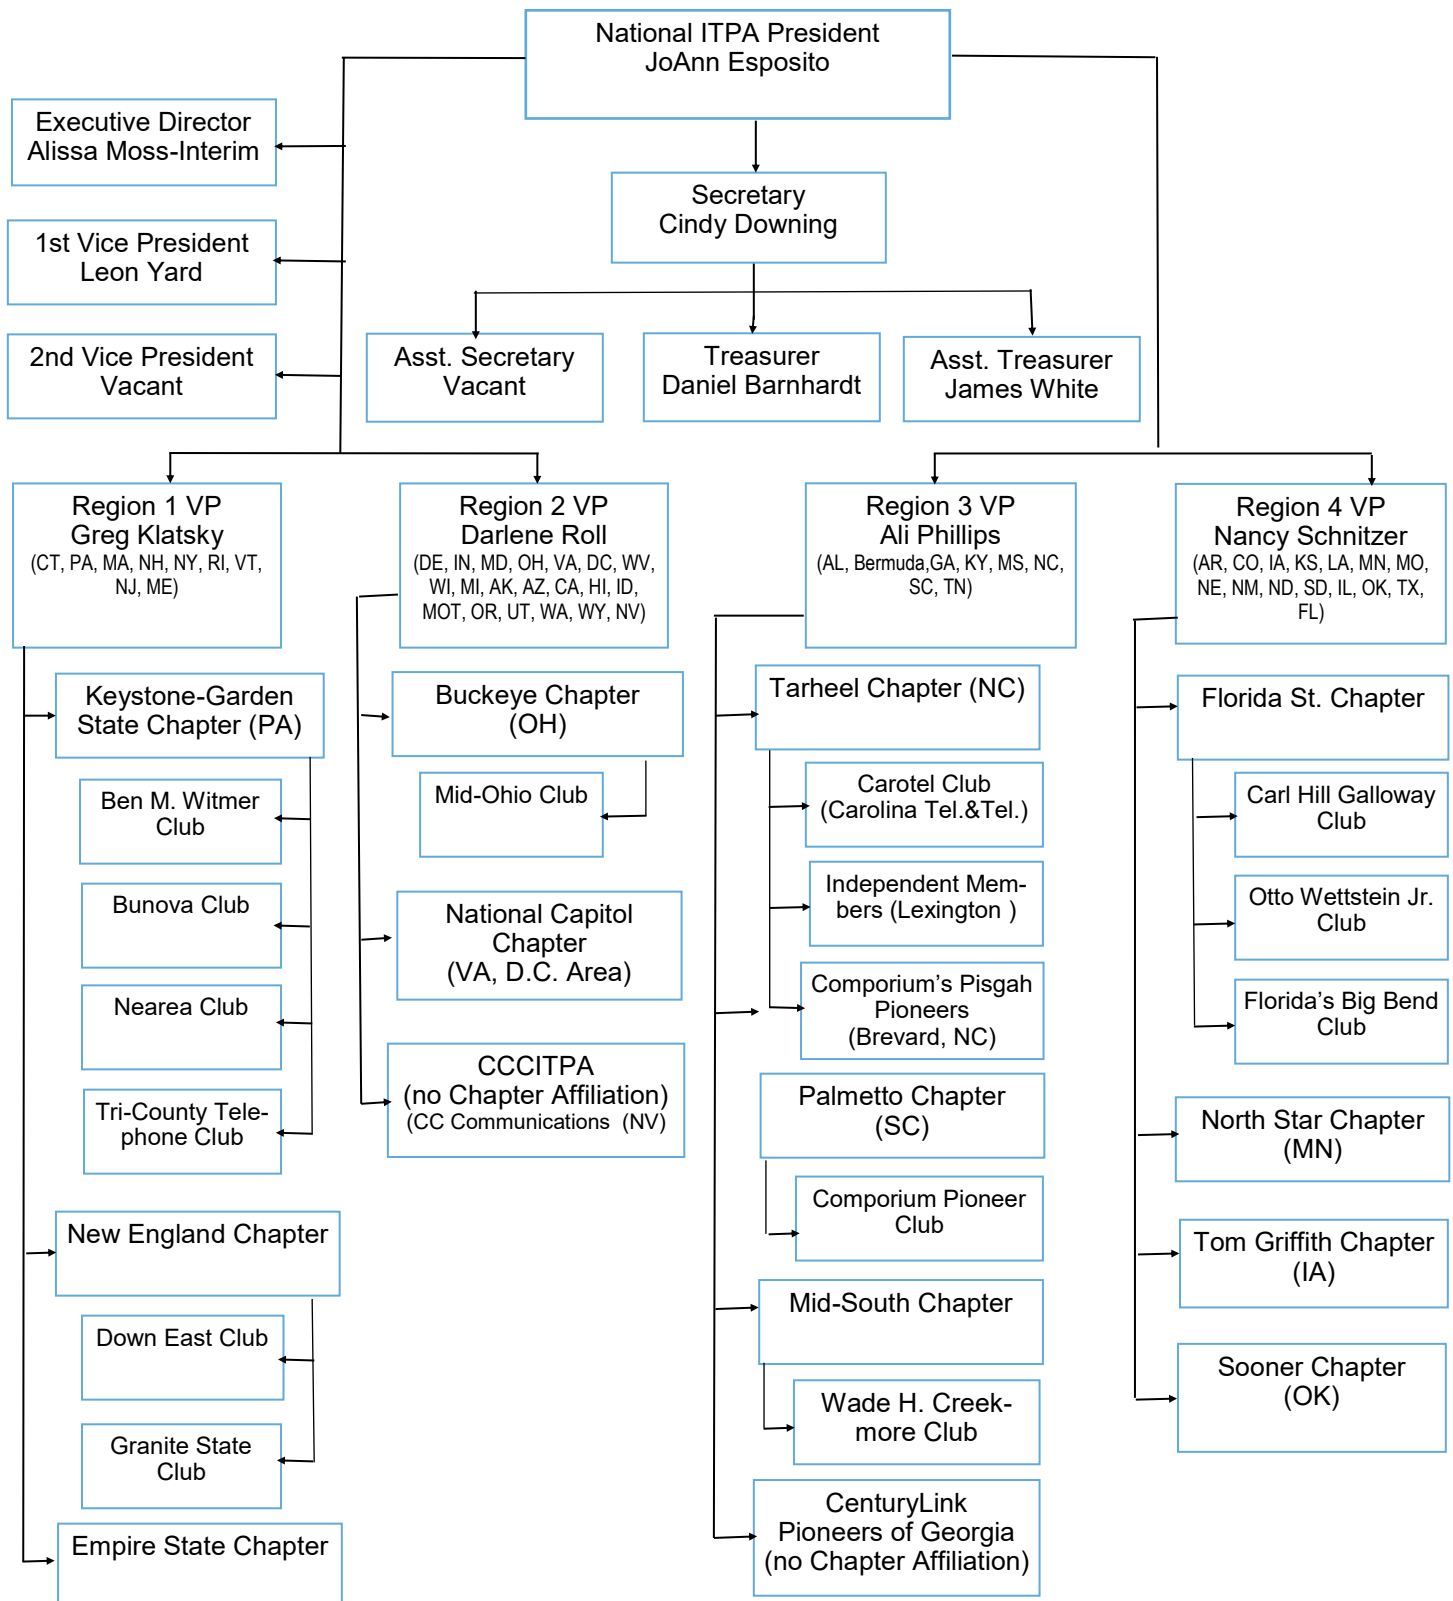 National ITPA President
JoAnn Esposito
Executive Director
Alissa Moss-Interim
Secretary
Cindy Downing
1st Vice President
Leon Yard
2nd Vice President
Vacant
Asst. Secretary
Vacant
Treasurer
Daniel Barnhardt
Asst. Treasurer
James White
Region 1 VP
Greg Klatsky
(CT, PA, MA, NH, NY, RI, VT,
NJ, ME)
Region 2 VP
Darlene Roll
(DE, IN, MD, OH, VA, DC, WV,
WI, MI, AK, AZ, CA, HI, ID,
MOT, OR, UT, WA, WY, NV)
Region 3 VP
Ali Phillips
(AL, Bermuda,GA, KY, MS, NC,
SC, TN)
Region 4 VP
Nancy Schnitzer
(AR, CO, IA, KS, LA, MN, MO,
NE, NM, ND, SD, IL, OK, TX,
FL)
Keystone-Garden
State Chapter (PA)
Ben M. Witmer
Club
Bunova Club
Nearea Club
Tri-County Tele-
phone Club
New England Chapter
Down East Club
Granite State
Club
Empire State Chapter
Buckeye Chapter
(OH)
Mid-Ohio Club
National Capitol
Chapter
(VA, D.C. Area)
CCCITPA
(no Chapter Affiliation)
(CC Communications (NV)
Tarheel Chapter (NC)
Carotel Club
(Carolina Tel.&Tel.)
Independent Mem-
bers (Lexington )
Comporium’s Pisgah
Pioneers
(Brevard, NC)
Palmetto Chapter
(SC)
Comporium Pioneer
Club
Mid-South Chapter
Wade H. Creek-
more Club
CenturyLink
Pioneers of Georgia
(no Chapter Affiliation)
Florida St. Chapter
Carl Hill Galloway
Club
Otto Wettstein Jr.
Club
Florida’s Big Bend
Club
North Star Chapter
(MN)
Tom Griffith Chapter
(IA)
Sooner Chapter
(OK)